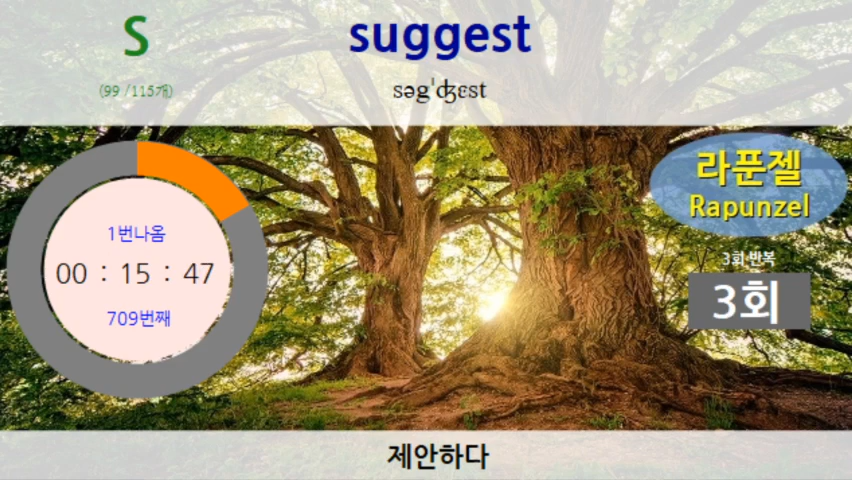 S
suggest
(99 /115개)
səgˈʤɛst
라푼젤
Rapunzel
1번나옴
00 : 15 : 47
709번째
3회 반복
3회
제안하다